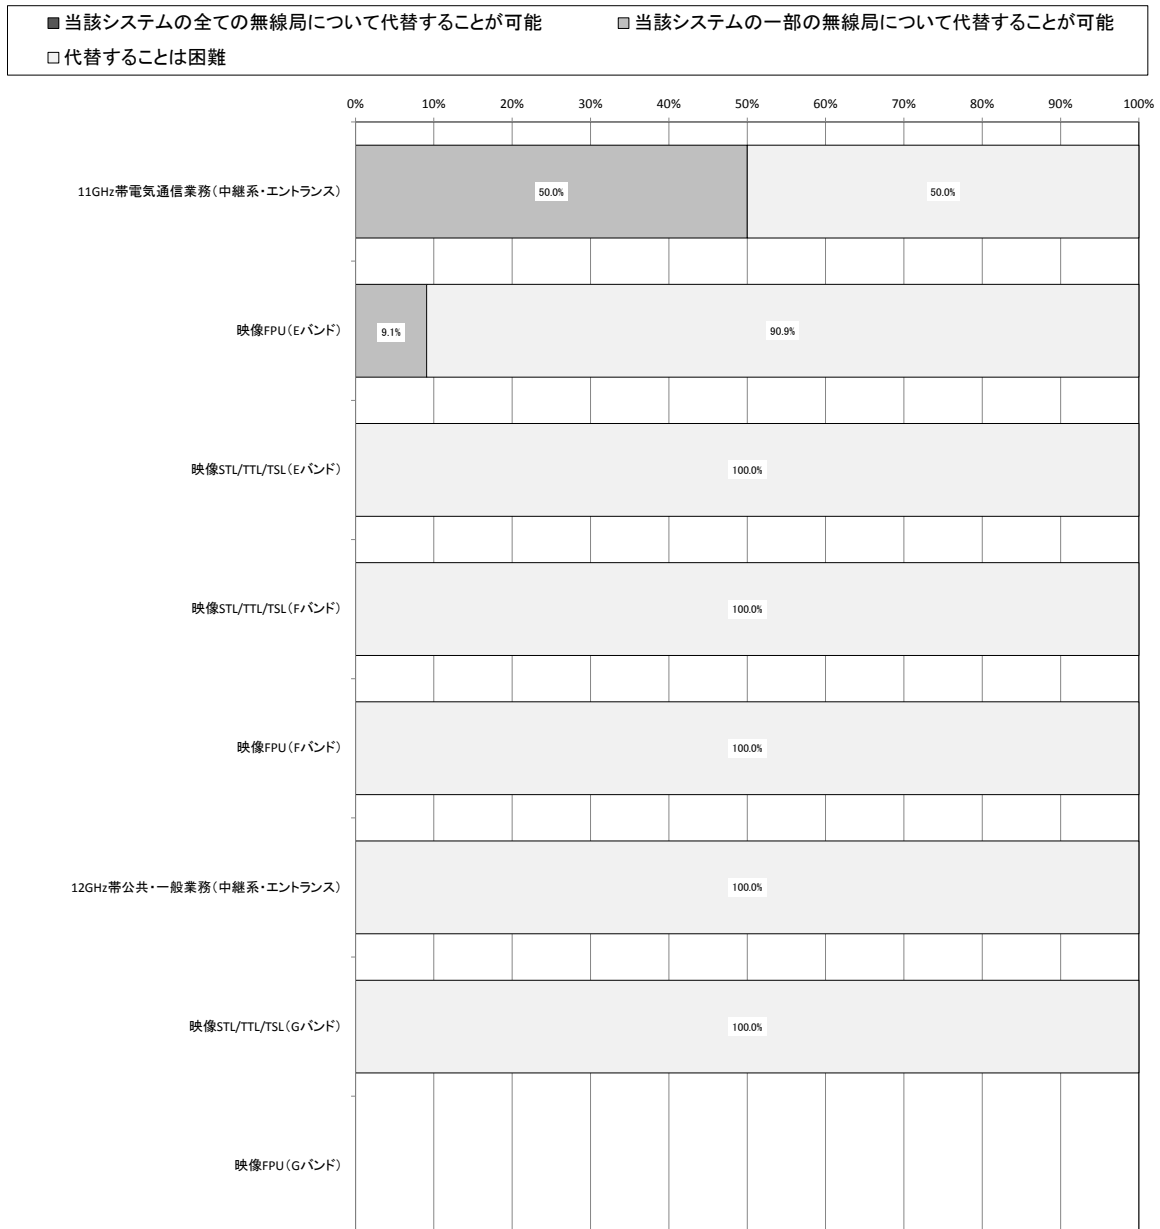 ■当該システムの全ての無線局について代替することが可能 ■当該システムの一部の無線局について代替することが可能
□代替することは困難
0% 10% 20% 30% 40% 50% 60% 70% 80% 90% 100%
11GHz帯電気通信業務(中継系・エントランス) 50.0% 50.0%
映像FPU(Eバンド) 9.1% 90.9%
映像STL/TTL/TSL(Eバンド) 100.0%
映像STL/TTL/TSL(Fバンド) 100.0%
映像FPU(Fバンド) 100.0%
12GHz帯公共・一般業務(中継系・エントランス) 100.0%
映像STL/TTL/TSL(Gバンド) 100.0%
映像FPU(Gバンド)